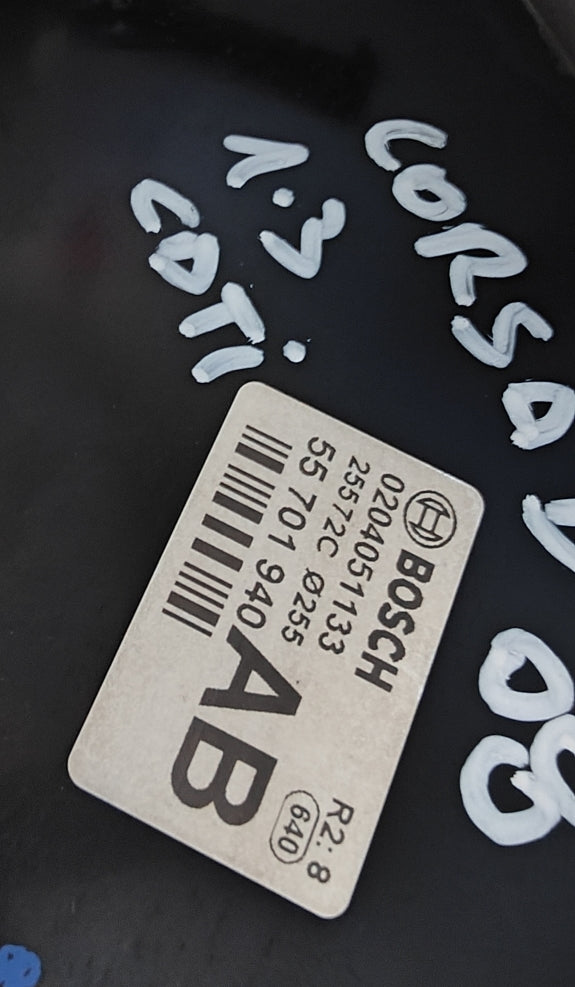 CORSA D
08
1.3
CDTi
BOSCH
0204051133
25572C Ø255
55 701 940
AB
R2: 8
640